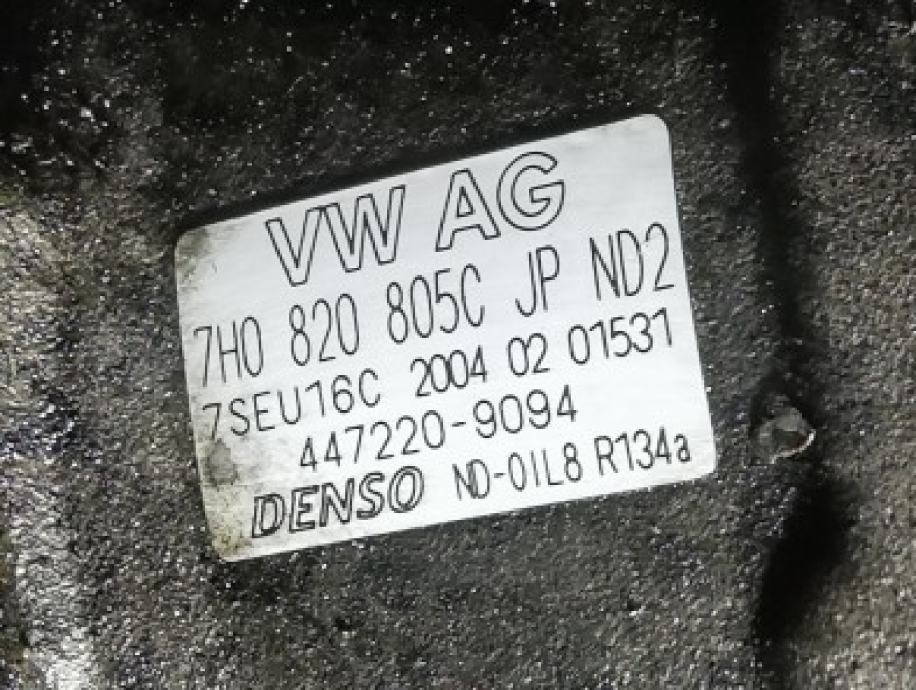 VW AG
7H0 820 805C JP ND2
7SEU16C 2004 02 01531
447220-9094
DENSO ND-OIL8 R134a